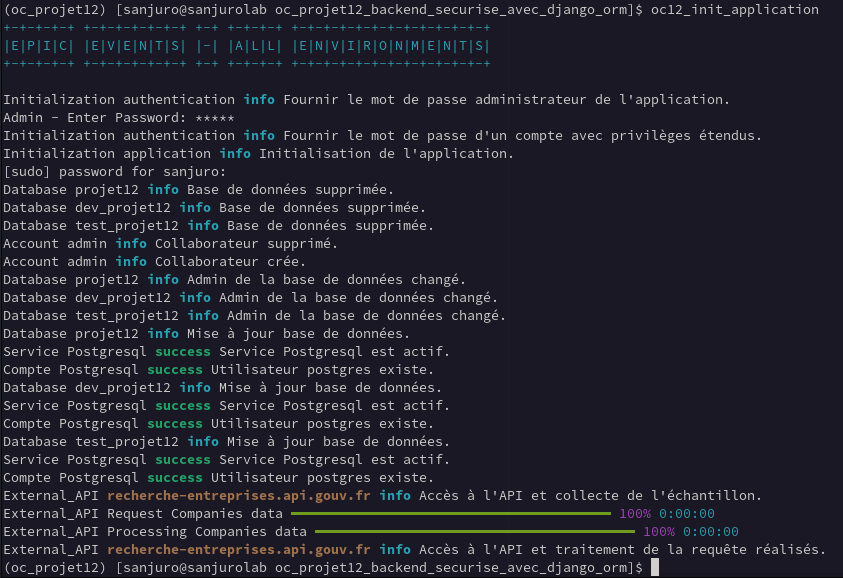 (oc_projet12) [sanjuro@sanjurolab oc_projet12_backend_securise_avec_django_orm]$ oc12_init_application
+-+-+-+-+ +-+-+-+-+-+-+ +-+ +-+-+-+ +-+-+-+-+-+-+-+-+-+-+-+-+
|E|P|I|C| |E|V|E|N|T|S| |-| |A|L|L| |E|N|V|I|R|O|N|M|E|N|T|S|
+-+-+-+-+ +-+-+-+-+-+-+ +-+ +-+-+-+ +-+-+-+-+-+-+-+-+-+-+-+-+
Initialization authentication info Fournir le mot de passe administrateur de l'application.
Admin - Enter Password: *****
Initialization authentication info Fournir le mot de passe d'un compte avec privilèges étendus.
Initialization application info Initialisation de l'application.
[sudo] password for sanjuro:
Database projet12 info Base de données supprimée.
Database dev_projet12 info Base de données supprimée.
Database test_projet12 info Base de données supprimée.
Account admin info Collaborateur supprimé.
Account admin info Collaborateur crée.
Database projet12 info Admin de la base de données changé.
Database dev_projet12 info Admin de la base de données changé.
Database test_projet12 info Admin de la base de données changé.
Database projet12 info Mise à jour base de données.
Service Postgresql success Service Postgresql est actif.
Compte Postgresql success Utilisateur postgres existe.
Database dev_projet12 info Mise à jour base de données.
Service Postgresql success Service Postgresql est actif.
Compte Postgresql success Utilisateur postgres existe.
Database test_projet12 info Mise à jour base de données.
Service Postgresql success Service Postgresql est actif.
Compte Postgresql success Utilisateur postgres existe.
External_API recherche-entreprises.api.gouv.fr info Accès à l'API et collecte de l'échantillon.
External_API Request Companies data 100% 0:00:00
External_API Processing Companies data 100% 0:00:00
External_API recherche-entreprises.api.gouv.fr info Accès à l'API et traitement de la requête réalisés.
(oc_projet12) [sanjuro@sanjurolab oc_projet12_backend_securise_avec_django_orm]$